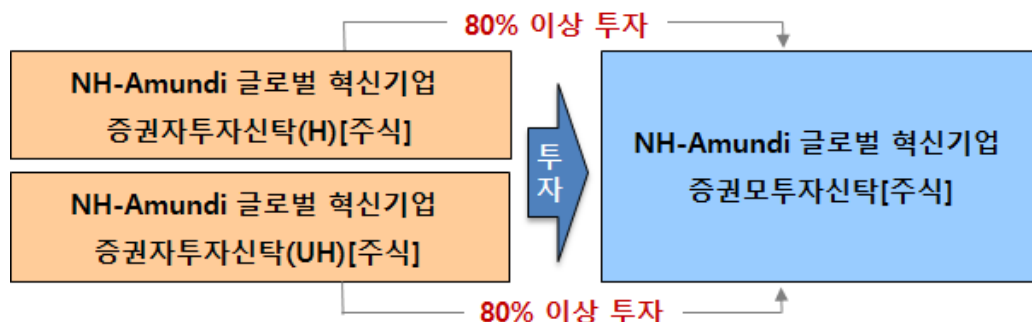 80% 이상 투자
NH-Amundi 글로벌 혁신기업
증권자투자신탁(H)[주식]
NH-Amundi 글로벌 혁신기업
증권자투자신탁(UH)[주식]
투
자
NH-Amundi 글로벌 혁신기업
증권모투자신탁[주식]
80% 이상 투자